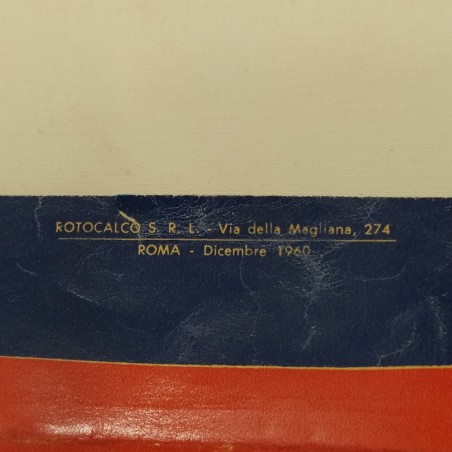 ROTOCALCO S. R. L. - Via della Magliana, 274
ROMA - Dicembre 1960